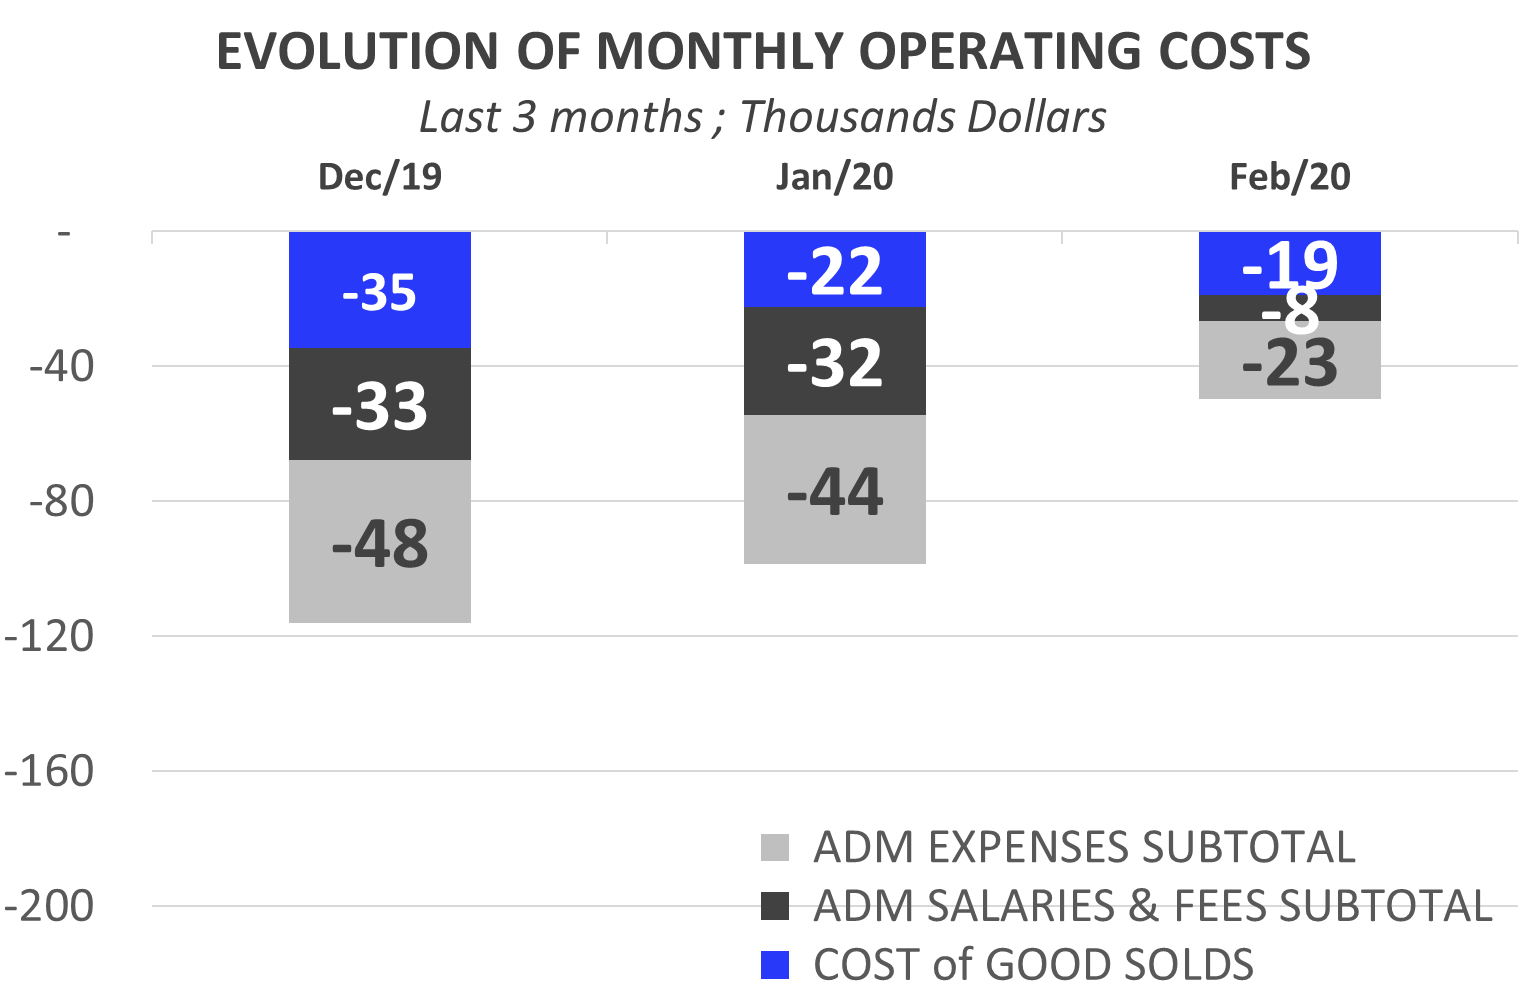 EVOLUTION OF MONTHLY OPERATING COSTS
Last 3 months ; Thousands Dollars
Dec/19 Jan/20 Feb/20
-
-35 -22 -19
-8
-40 -33 -32 -23
-80 -48 -44
-120
-160
ADM EXPENSES SUBTOTAL
-200 ADM SALARIES & FEES SUBTOTAL
COST of GOOD SOLDS